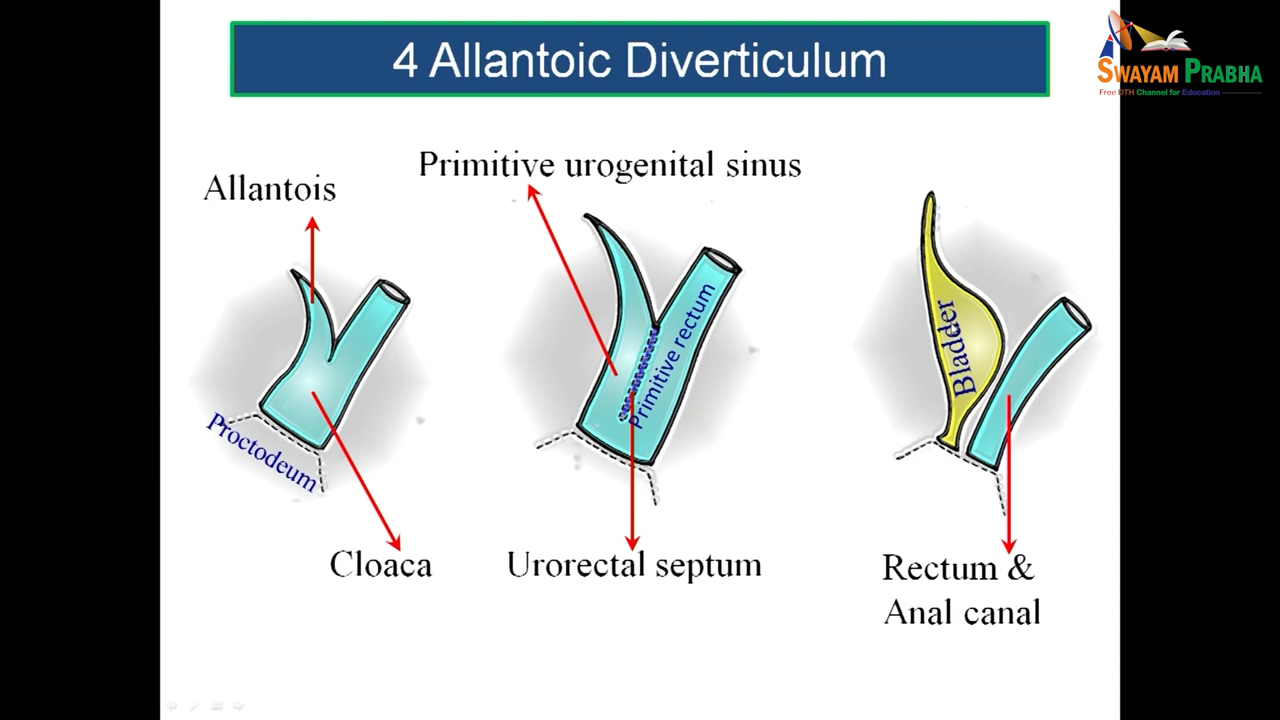 4 Allantoic Diverticulum
SWAYAM PRABHA
Free DTH Channel for Education
Allantois
Primitive urogenital sinus
Proctodeum
Primitive rectum
Bladder
Cloaca
Urorectal septum
Rectum &
Anal canal